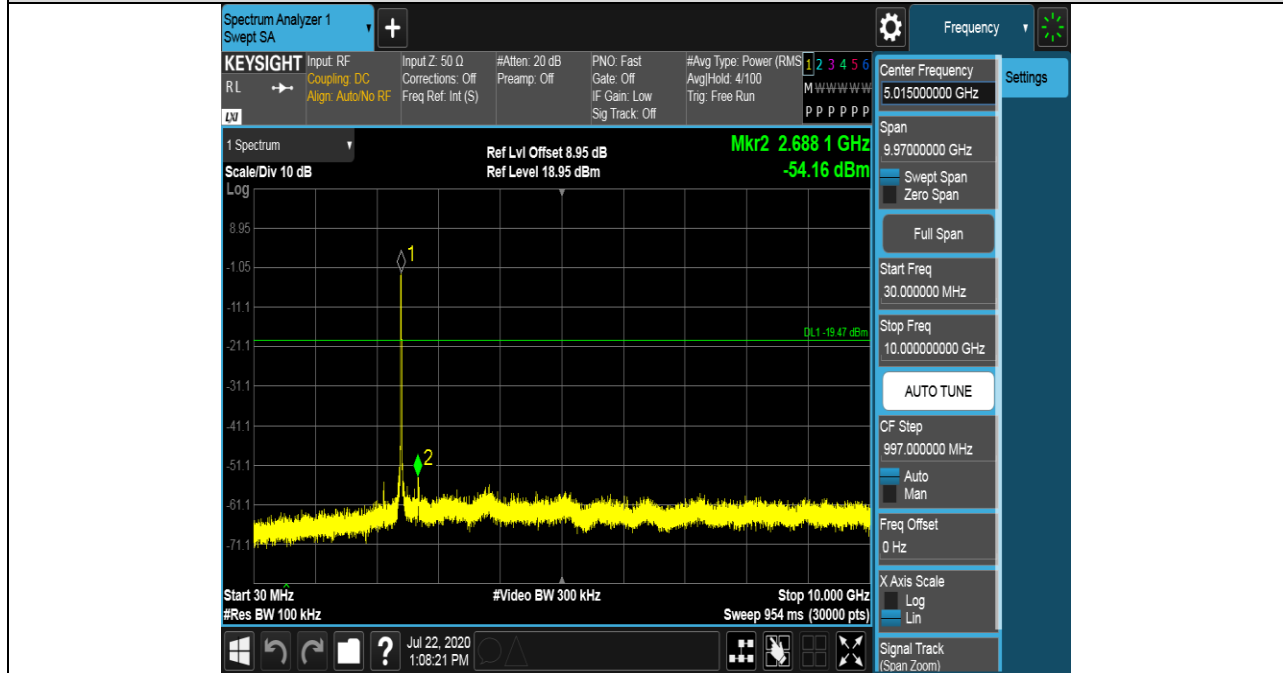 Spectrum Analyzer 1
Swept SA
+
Frequency
KEYSIGHT
RL
LXI
Input: RF
Coupling: DC
Align: Auto/No RF
Input Z: 50 Ω
Corrections: Off
Freq Ref: Int (S)
#Atten: 20 dB
Preamp: Off
PNO: Fast
Gate: Off
IF Gain: Low
Sig Track: Off
#Avg Type: Power (RMS
Avg|Hold: 4/100
Trig: Free Run
1 2 3 4 5 6
M W W W W W
P P P P P P
1 Spectrum
Scale/Div 10 dB
Log
Ref Lvl Offset 8.95 dB
Ref Level 18.95 dBm
Mkr2 2.688 1 GHz
-54.16 dBm
8.95
-1.05
-11.1
-21.1
-31.1
-41.1
-51.1
-61.1
-71.1
1
2
DL1 -19.47 dBm
Start 30 MHz
#Video BW 300 kHz
Stop 10.000 GHz
#Res BW 100 kHz
Sweep 954 ms (30000 pts)
?
Jul 22, 2020
1:08:21 PM
Center Frequency
5.015000000 GHz
Settings
Span
9.97000000 GHz
Swept Span
Zero Span
Full Span
Start Freq
30.000000 MHz
Stop Freq
10.000000000 GHz
AUTO TUNE
CF Step
997.000000 MHz
Auto
Man
Freq Offset
0 Hz
X Axis Scale
Log
Lin
Signal Track
(Span Zoom)